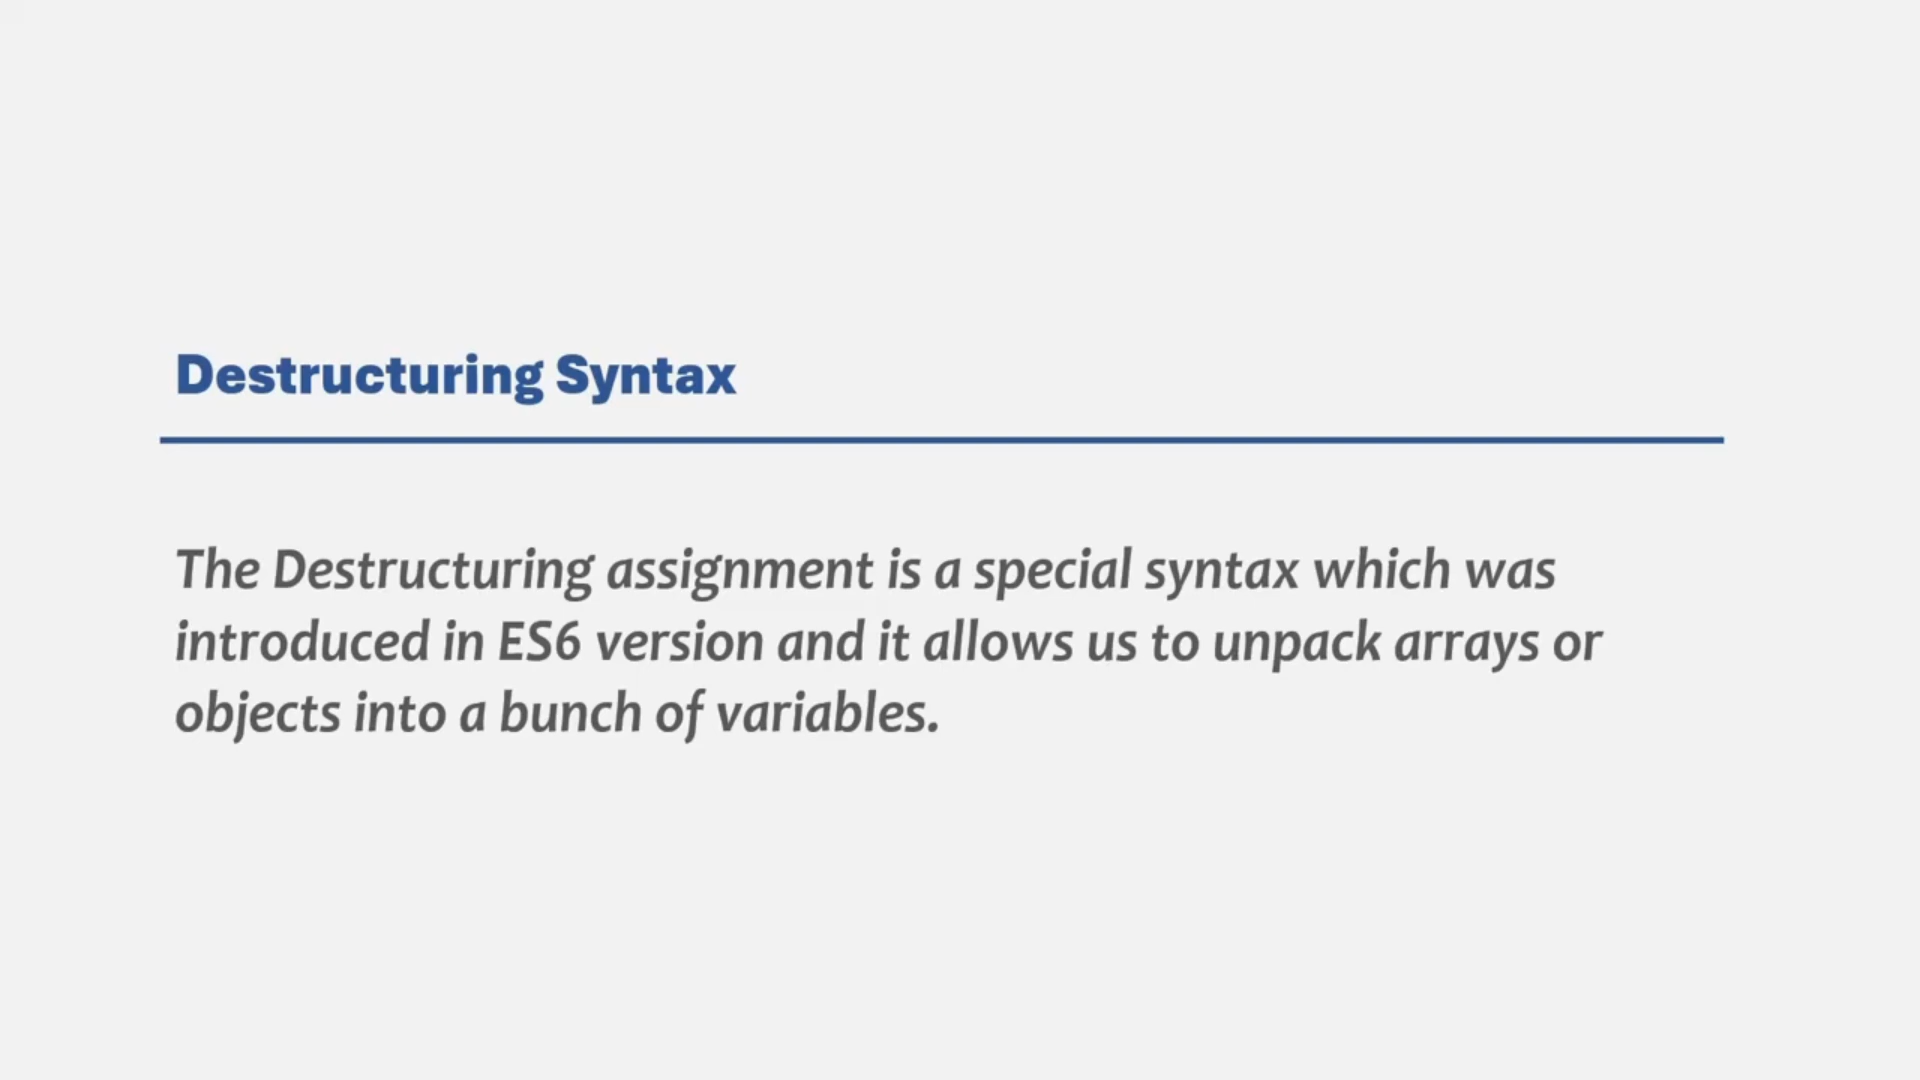 Destructuring Syntax
The Destructuring assignment is a special syntax which was
introduced in ES6 version and it allows us to unpack arrays or
objects into a bunch of variables.